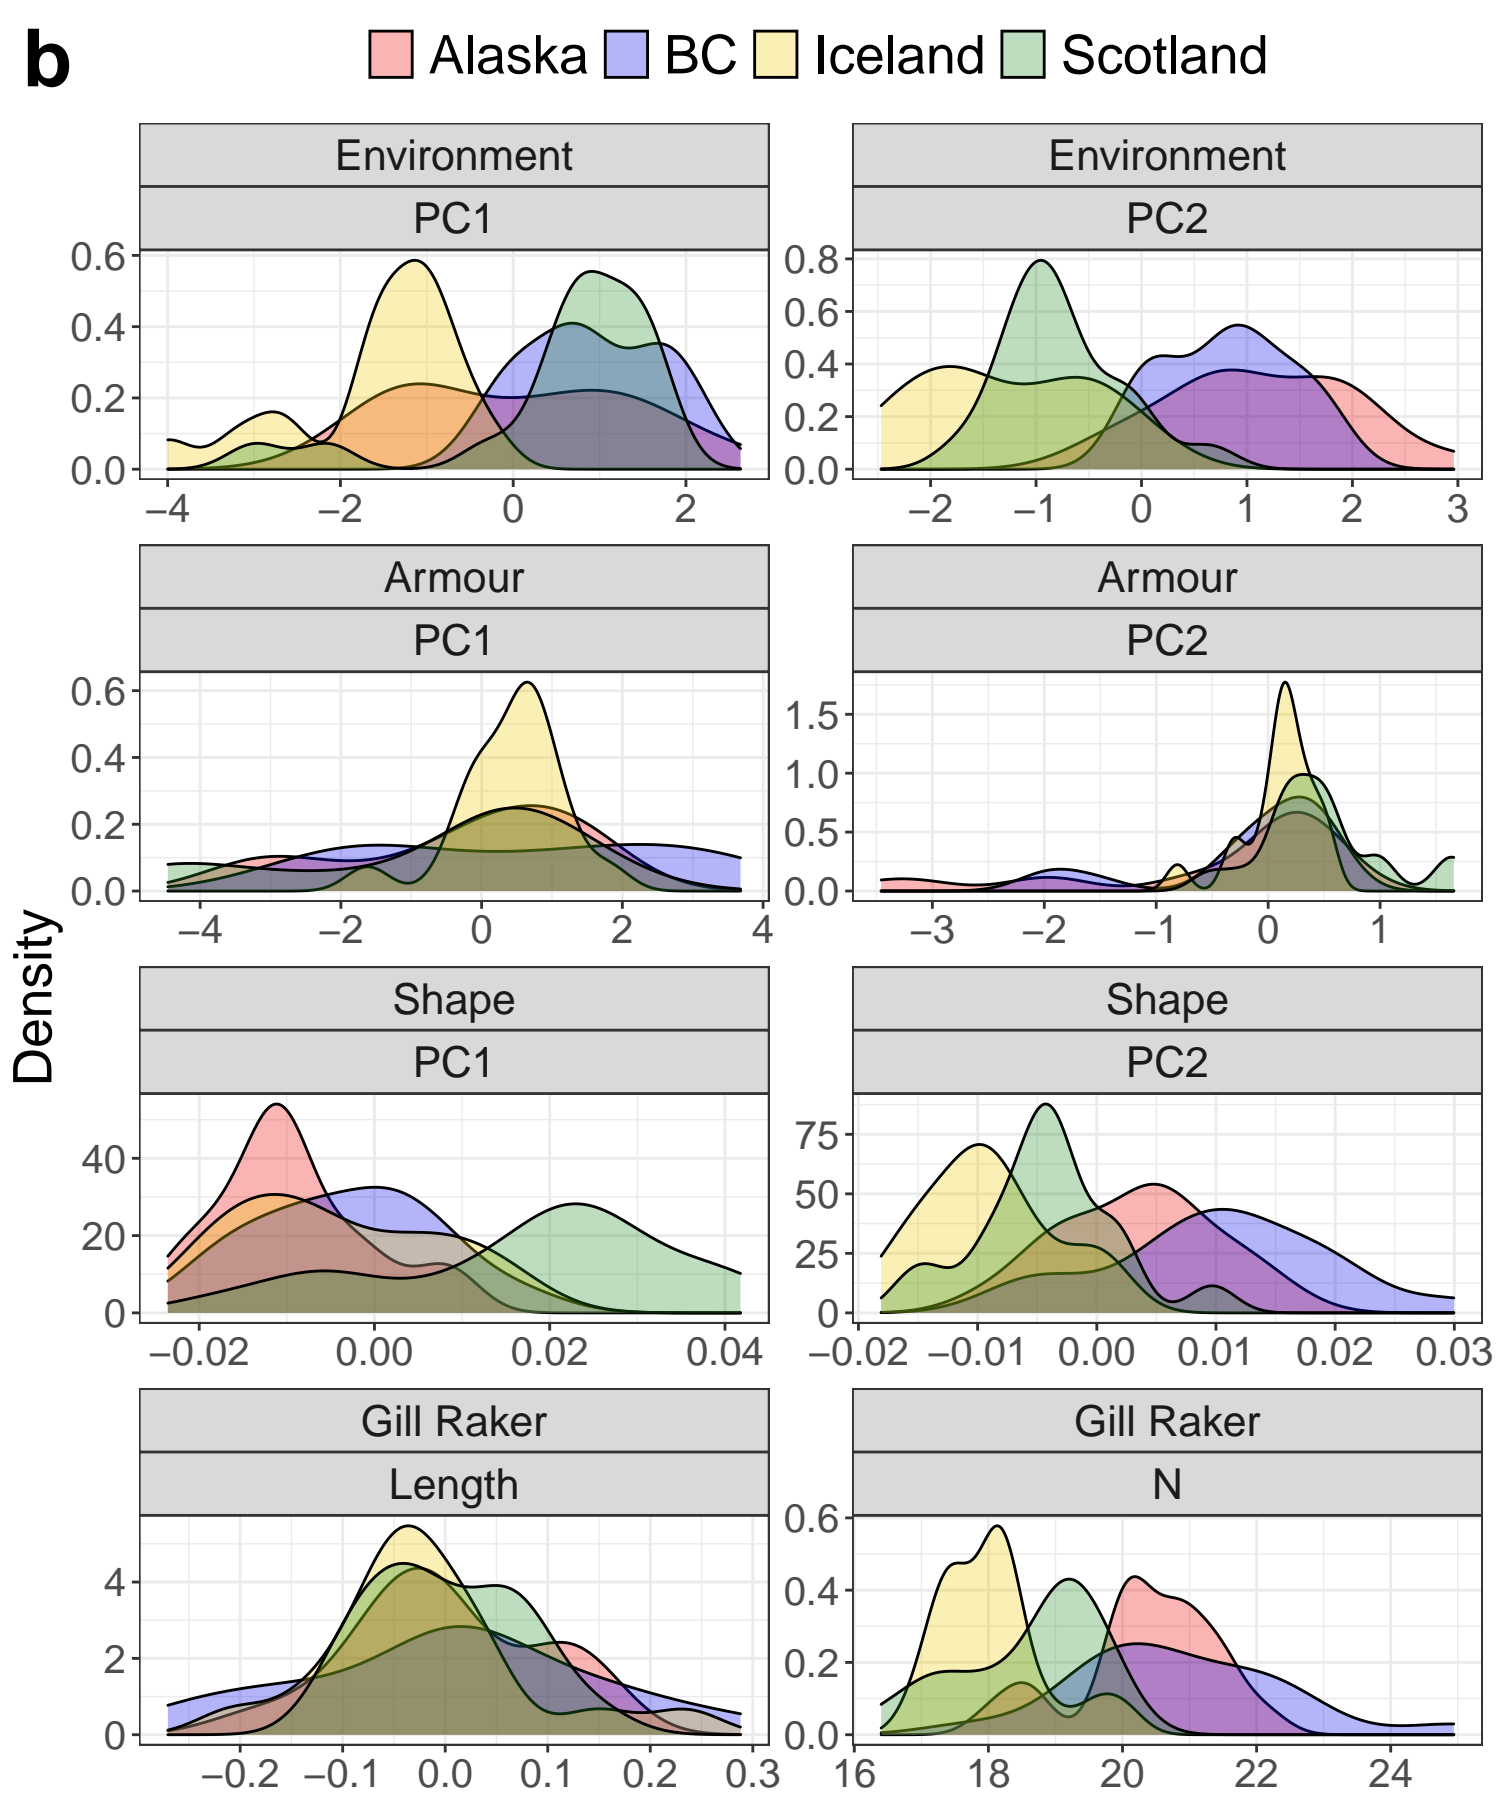 b
Alaska BC Iceland Scotland
Environment Environment
PC1 PC2
0.6 0.4 0.2 0.0
−4 −2 0 2
0.8 0.6 0.4 0.2 0.0
−2 −1 0 1 2 3
Armour Armour
PC1 PC2
0.6 0.4 0.2 0.0
−4 −2 0 2 4
1.5 1.0 0.5 0.0
−3 −2 −1 0 1
Density
Shape Shape
PC1 PC2
40 20 0
−0.02 0.00 0.02 0.04
75 50 25 0
−0.02 −0.01 0.00 0.01 0.02 0.03
Gill Raker Gill Raker
Length N
4 2 0
−0.2 −0.1 0.0 0.1 0.2 0.3
0.6 0.4 0.2 0.0
16 18 20 22 24